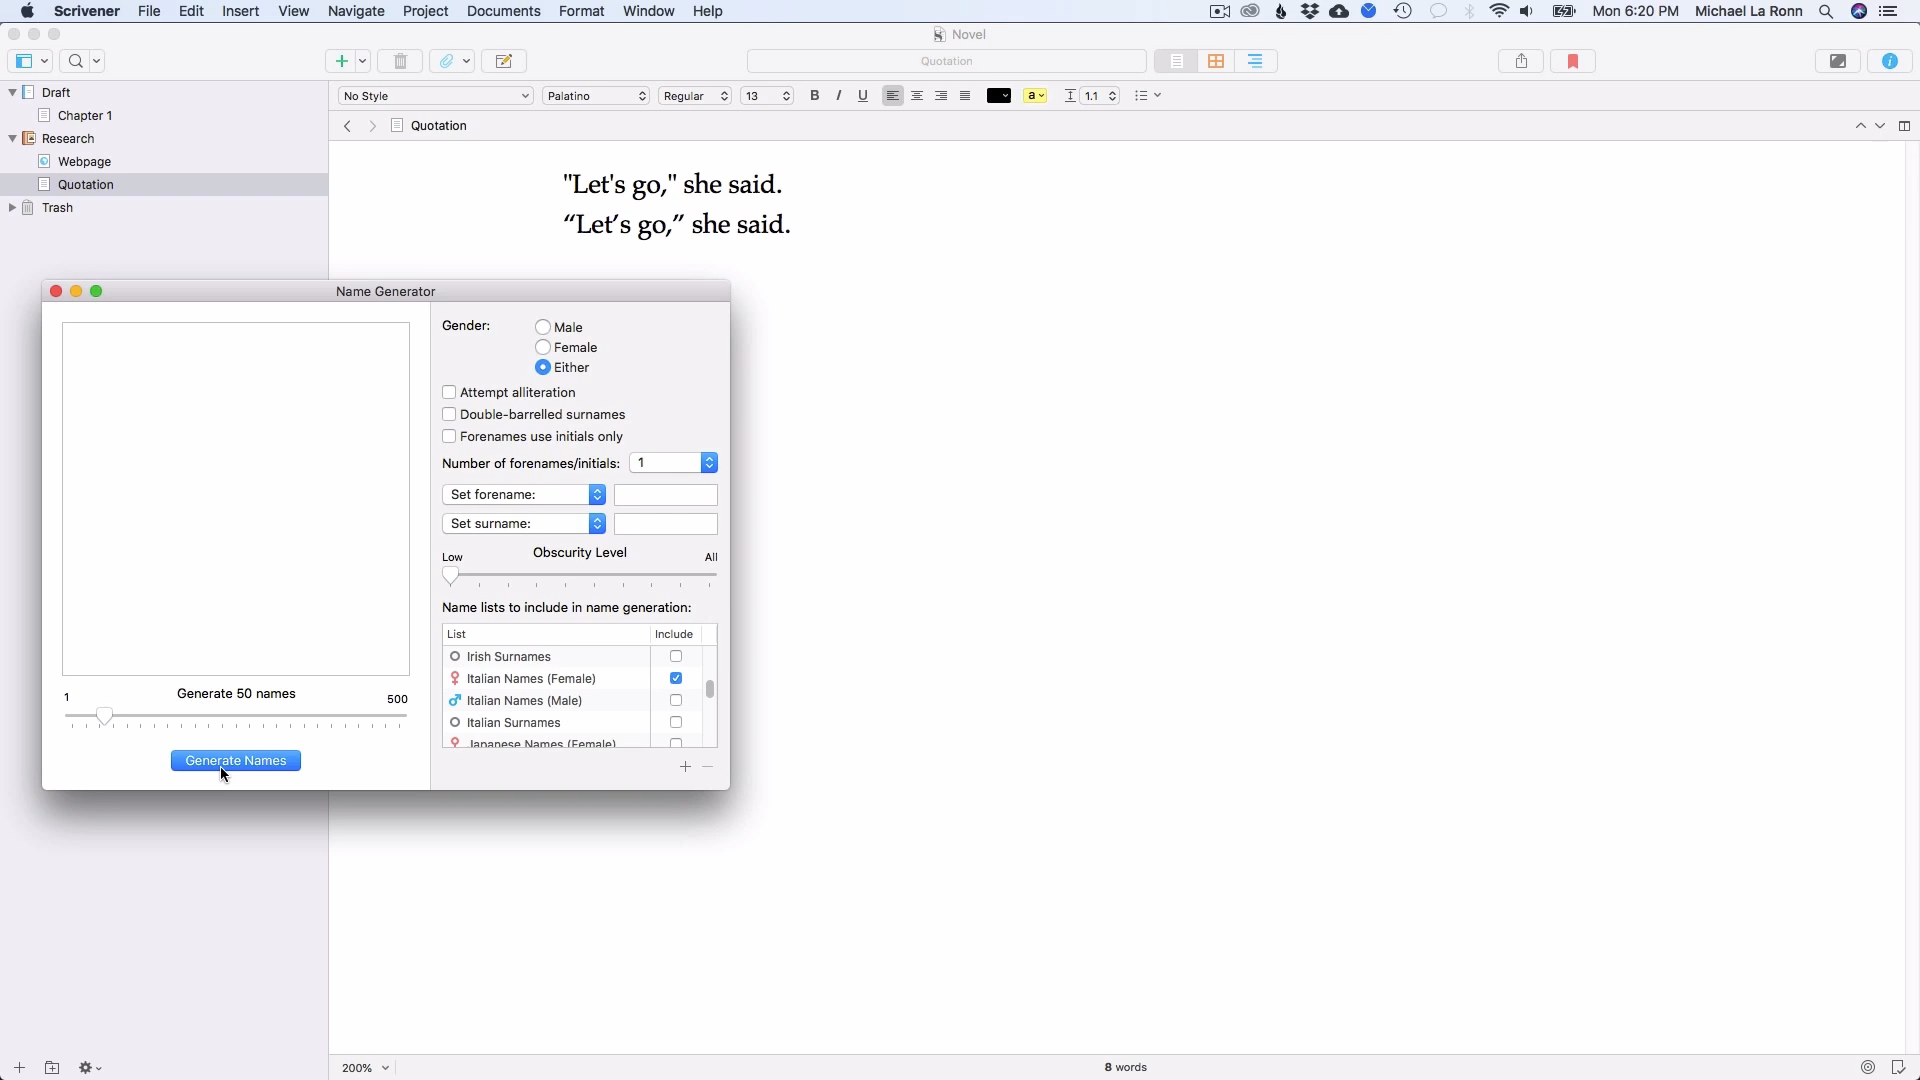 Scrivener File Edit Insert View Navigate Project Documents Format Window Help Mon 6:20 PM Michael La Ronn
Novel
Quotation
No Style Palatino Regular 13 B I U a 1.1
Quotation
Draft
Chapter 1
Research
Webpage
Quotation
Trash
"Let's go," she said.
“Let’s go,” she said.
Name Generator
Gender:
Male
Female
Either
Attempt alliteration
Double-barrelled surnames
Forenames use initials only
Number of forenames/initials: 1
Set forename:
Set surname:
Low Obscurity Level All
Name lists to include in name generation:
List Include
Irish Surnames
Italian Names (Female)
Italian Names (Male)
Italian Surnames
Japanese Names (Female)
1 Generate 50 names 500
Generate Names
200% 8 words